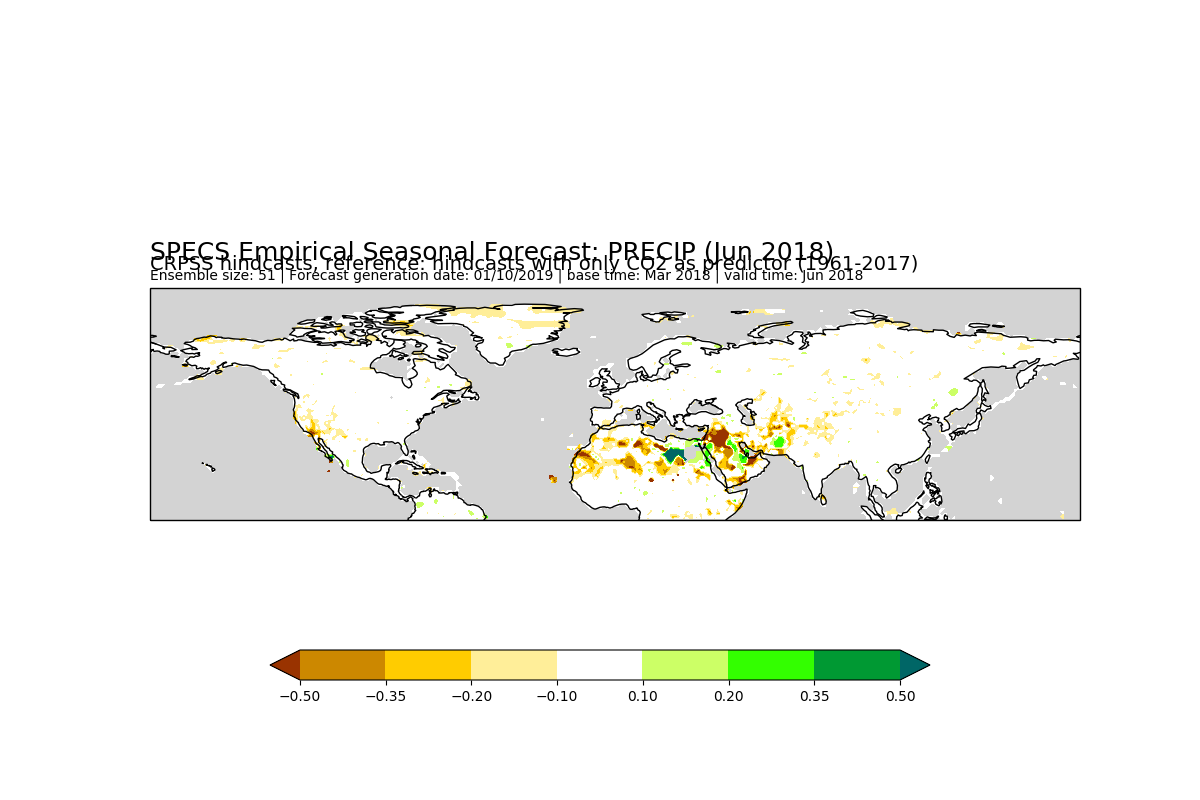 SPECS Empirical Seasonal Forecast: PRECIP (Jun 2018)
CRPSS hindcasts, reference: hindcasts with only CO2 as predictor (1961-2017)
Ensemble size: 51 | Forecast generation date: 01/10/2019 | base time: Mar 2018 | valid time: Jun 2018
−0.50 −0.35 −0.20 −0.10 0.10 0.20 0.35 0.50